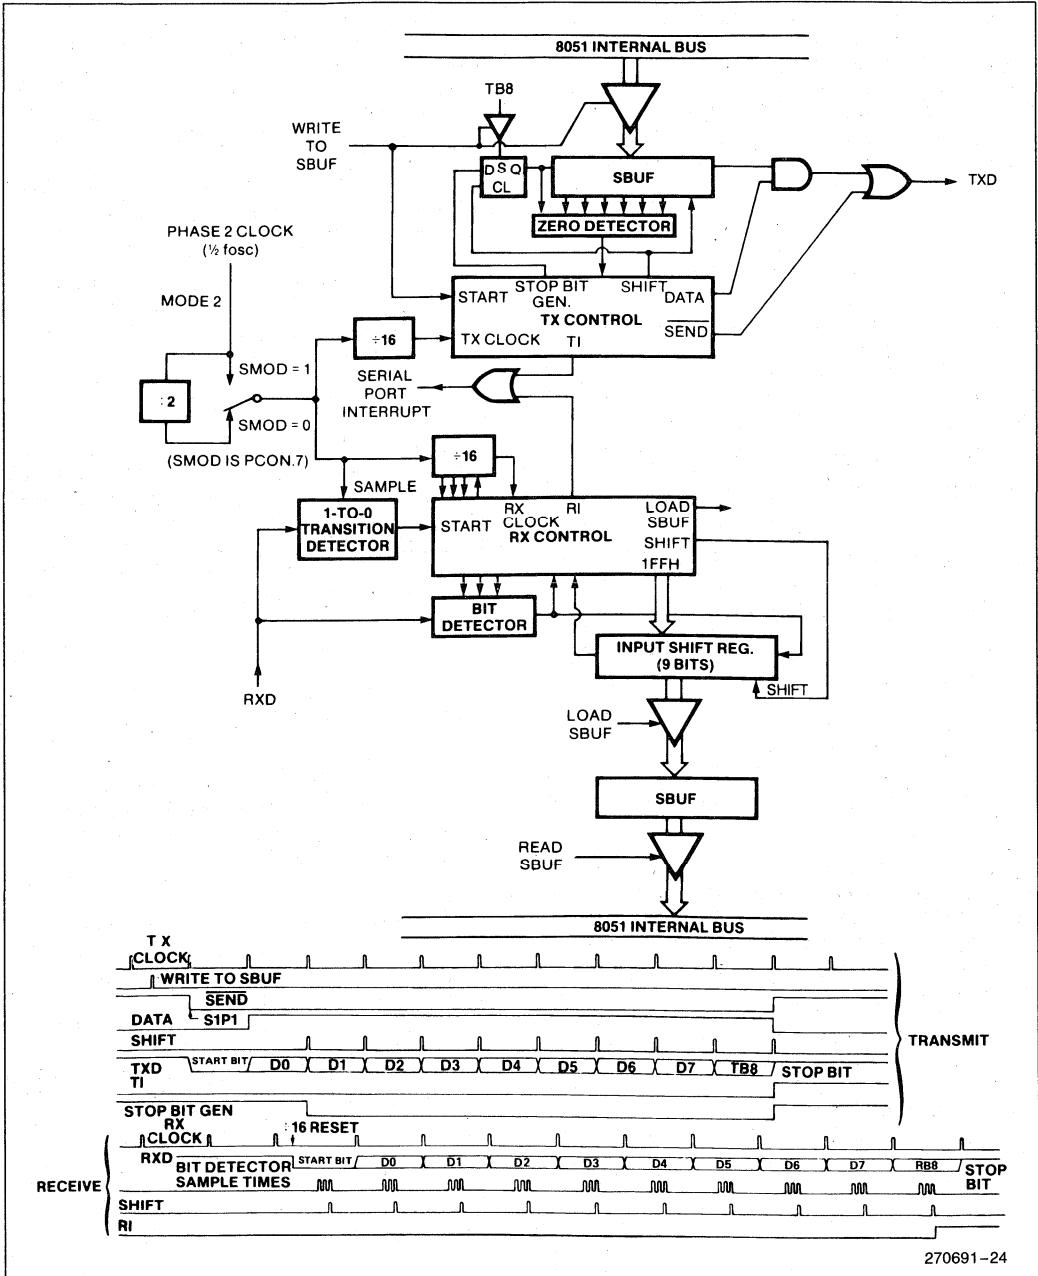 8051 INTERNAL BUS
TB8
WRITE
TO
SBUF
D S Q
CL
SBUF
TXD
ZERO DETECTOR
PHASE 2 CLOCK
(½ fosc)
MODE 2
STOP BIT
GEN.
SHIFT
START
DATA
TX CONTROL
SEND
TX CLOCK
TI
÷16
SMOD = 1
SERIAL
PORT
INTERRUPT
÷2
SMOD = 0
(SMOD IS PCON.7)
÷16
SAMPLE
1-TO-0
TRANSITION
DETECTOR
START
RX
CLOCK
RI
LOAD
SBUF
RX CONTROL
SHIFT
1FFH
BIT
DETECTOR
INPUT SHIFT REG.
(9 BITS)
RXD
SHIFT
LOAD
SBUF
SBUF
READ
SBUF
8051 INTERNAL BUS
TX
CLOCK
WRITE TO SBUF
SEND
DATA
S1P1
SHIFT
TRANSMIT
TXD START BIT D0 D1 D2 D3 D4 D5 D6 D7 TB8 STOP BIT
TI
STOP BIT GEN
RX
CLOCK
÷16 RESET
RXD START BIT D0 D1 D2 D3 D4 D5 D6 D7 RB8 STOP
BIT
BIT DETECTOR
SAMPLE TIMES
RECEIVE
SHIFT
RI
270691-24